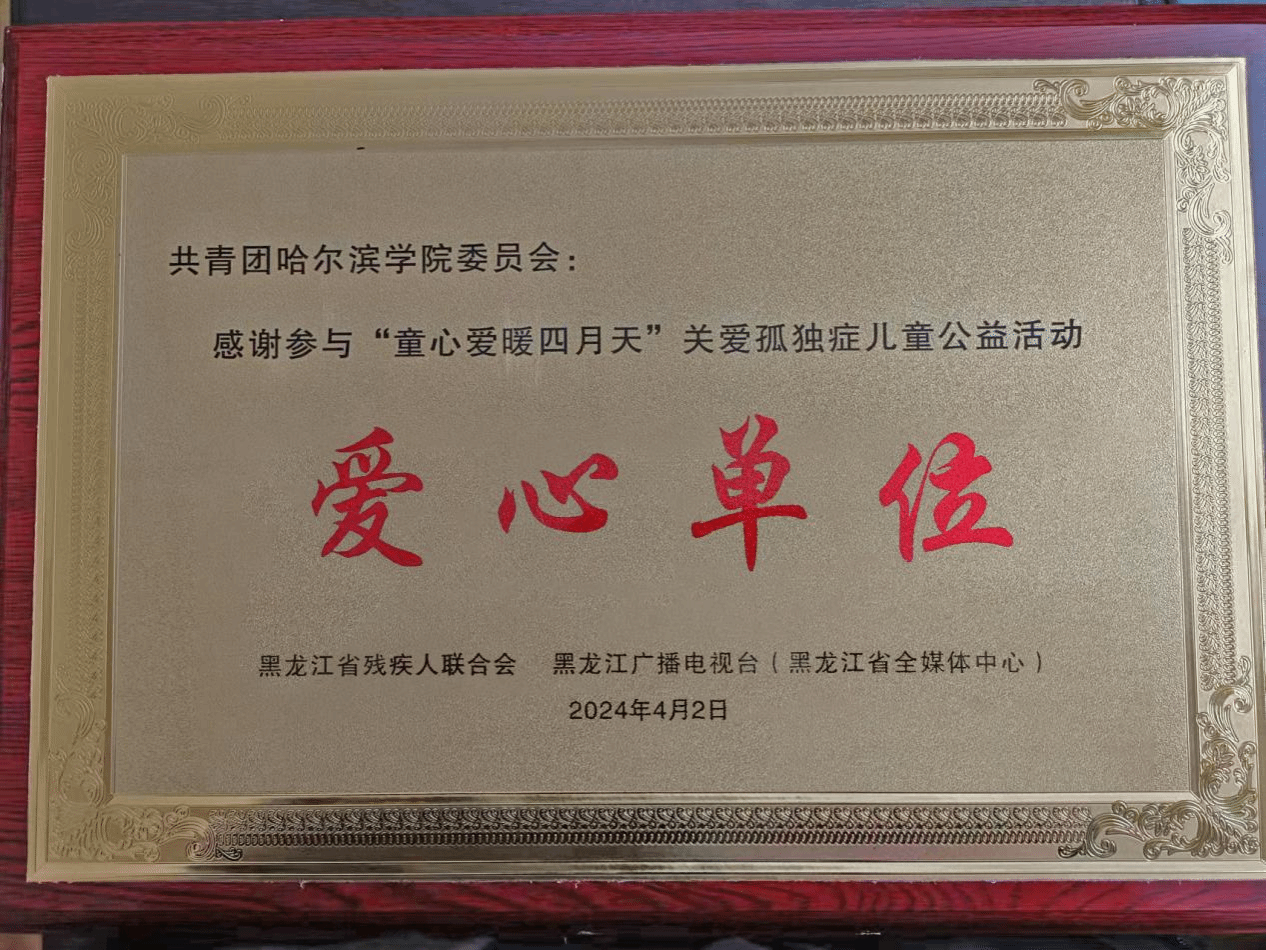 共青团哈尔滨学院委员会：
感谢参与“童心爱暖四月天”关爱孤独症儿童公益活动
爱心单位
黑龙江省残疾人联合会 黑龙江广播电视台（黑龙江省全媒体中心）
2024年4月2日